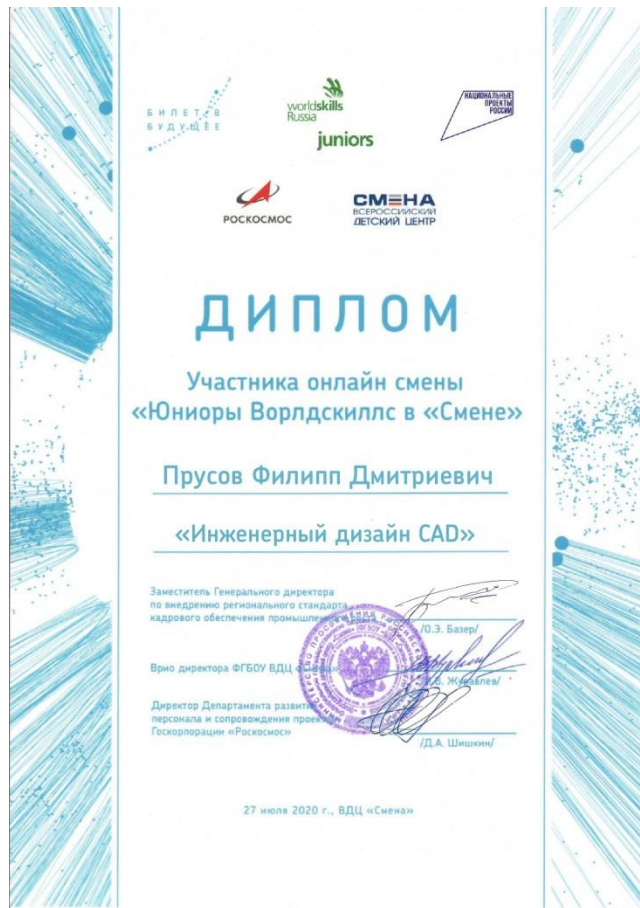 БИЛЕТ В
БУДУЩЕЕ
worldskills
Russia
juniors
НАЦИОНАЛЬНЫЕ
ПРОЕКТЫ
РОССИИ
РОСКОСМОС
СМЕНА
ВСЕРОССИЙСКИЙ
ДЕТСКИЙ ЦЕНТР
ДИПЛОМ
Участника онлайн смены
«Юниоры Ворлдскиллс в «Смене»
Прусов Филипп Дмитриевич
«Инженерный дизайн CAD»
Заместитель Генерального директора
по внедрению регионального стандарта
кадрового обеспечения
/О.Э. Базер/
Врио директора ФГБОУ ВДЦ
Журавлев/
Директор Департамента
персонала и сопровождения
Госкорпорации «Роскосмос»
/Д.А. Шишкин/
27 июля 2020 г., ВДЦ «Смена»